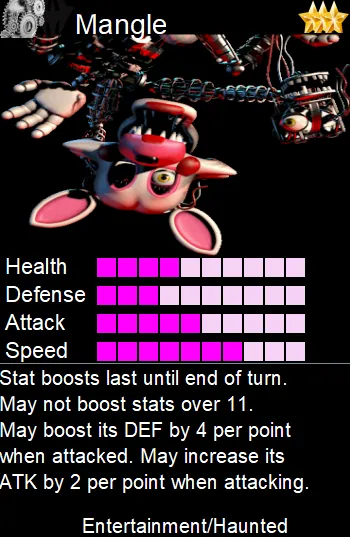 Mangle
Health
Defense
Attack
Speed
Stat boosts last until end of turn.
May not boost stats over 11.
May boost its DEF by 4 per point
when attacked. May increase its
ATK by 2 per point when attacking.
Entertainment/Haunted